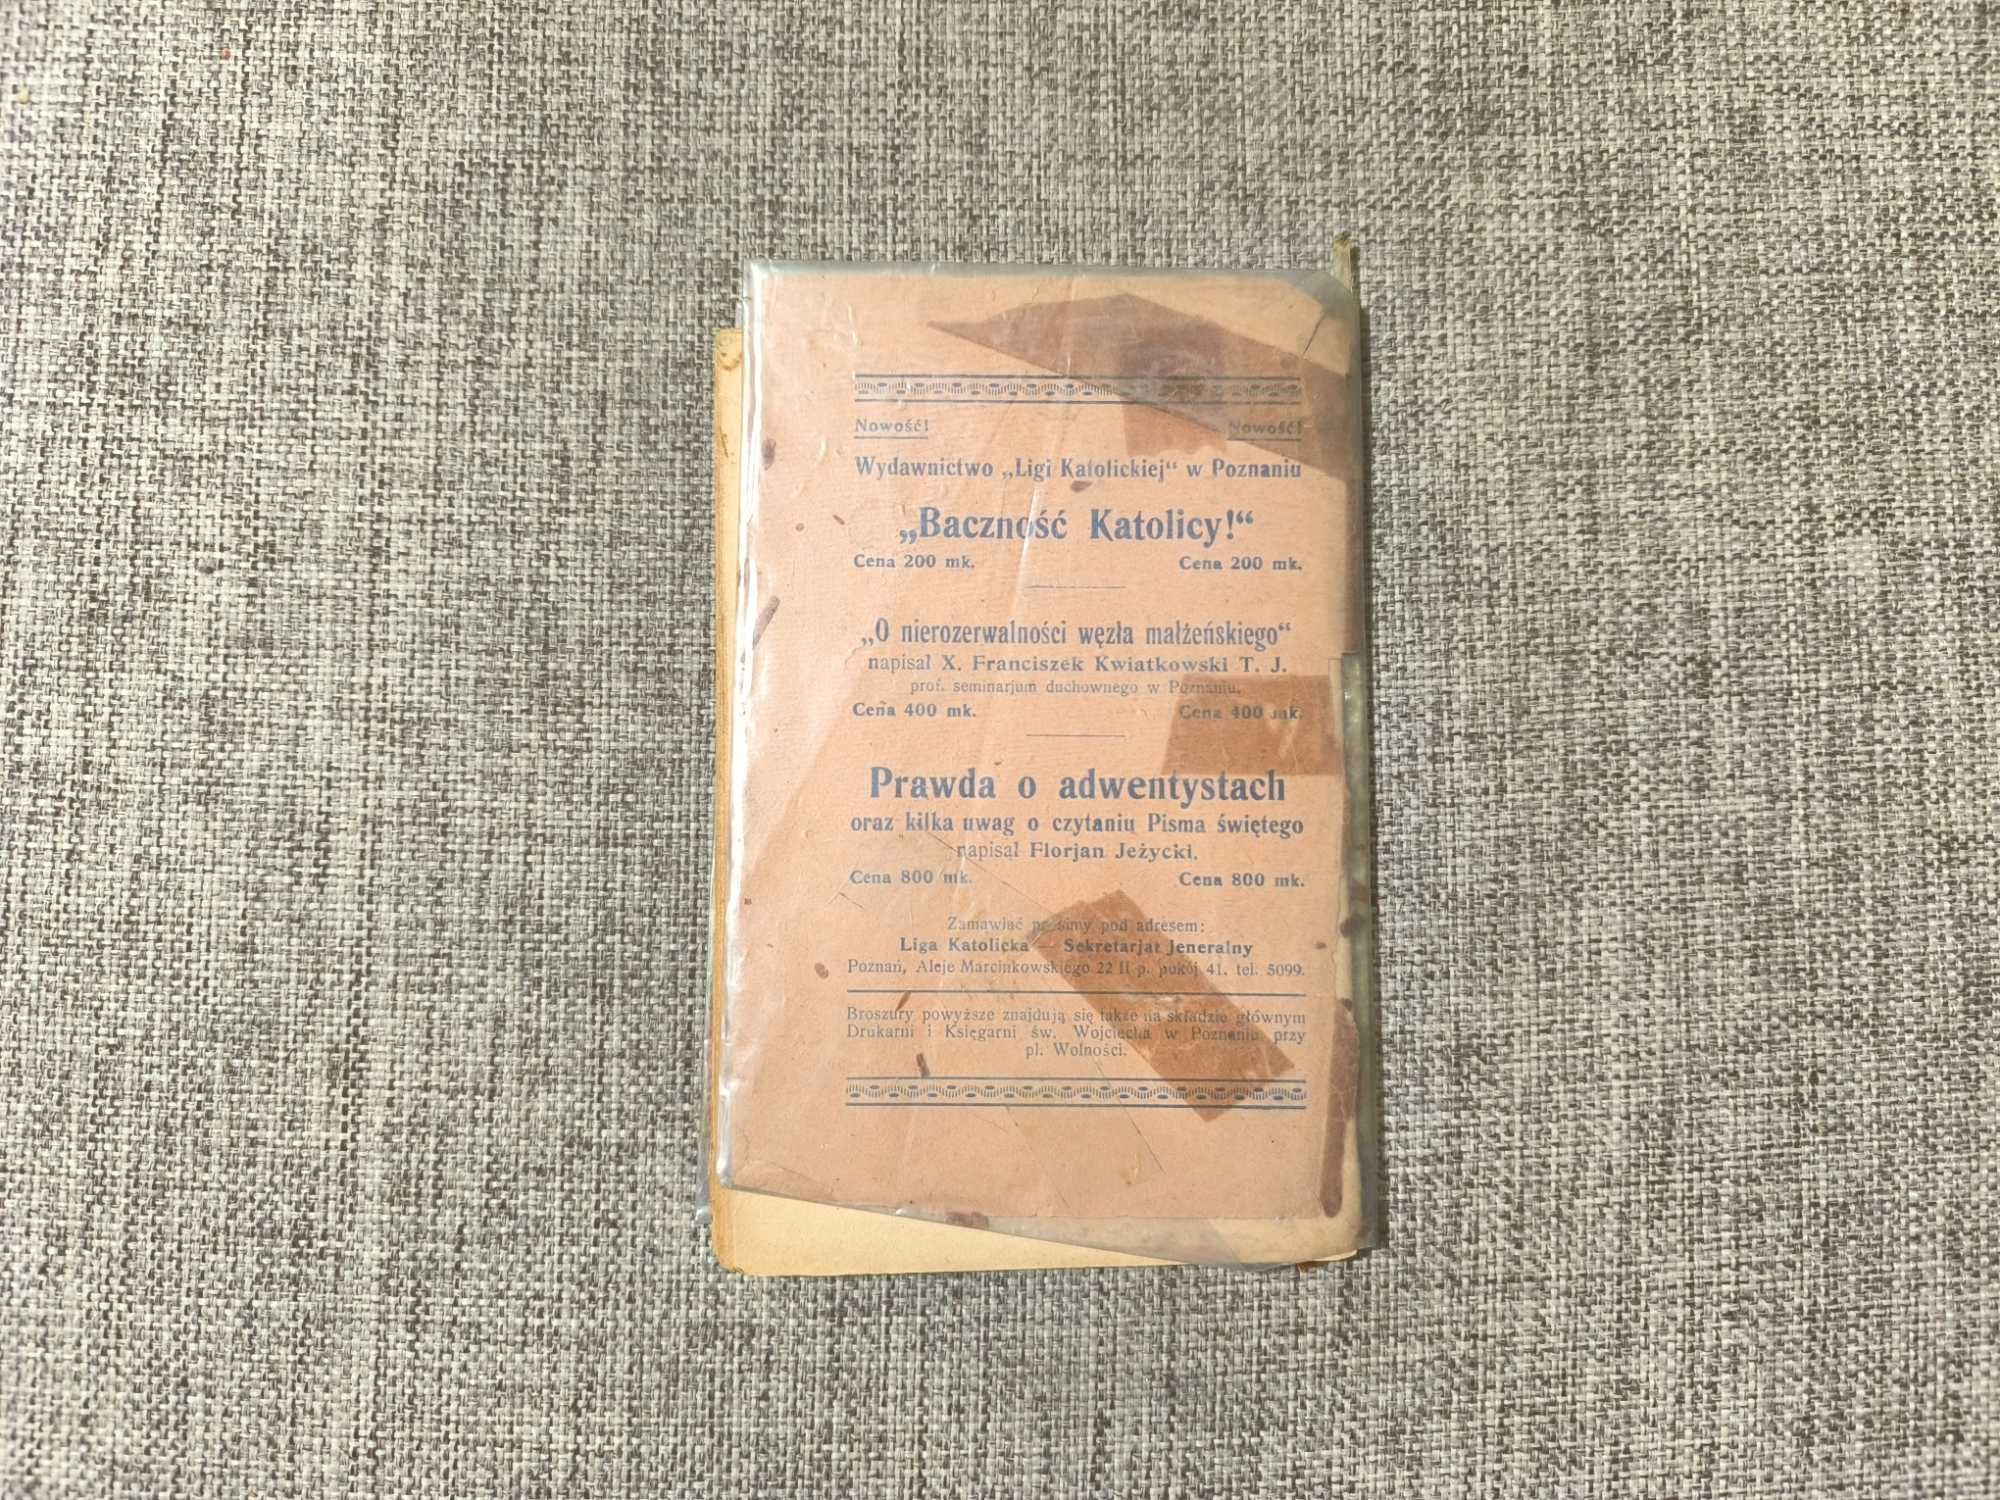 Nowość! Nowość!
Wydawnictwo „Ligi Katolickiej“ w Poznaniu
„Baczność Katolicy!“
Cena 200 mk. Cena 200 mk.
„O nierozerwalności węzła małżeńskiego“
napisał X. Franciszek Kwiatkowski T. J.
prof. seminarjum duchownego w Poznaniu.
Cena 400 mk. Cena 400 mk.
Prawda o adwentystach
oraz kilka uwag o czytaniu Pisma świętego
napisał Florjan Jeżycki.
Cena 800 mk. Cena 800 mk.
Zamawiać prosimy pod adresem:
Liga Katolicka — Sekretarjat Jeneralny
Poznań, Aleje Marcinkowskiego 22 II p. pokój 41. tel. 5099.
Broszury powyższe znajdują się także na składzie głównym
Drukarni i Księgarni św. Wojciecha w Poznaniu przy
pl. Wolności.